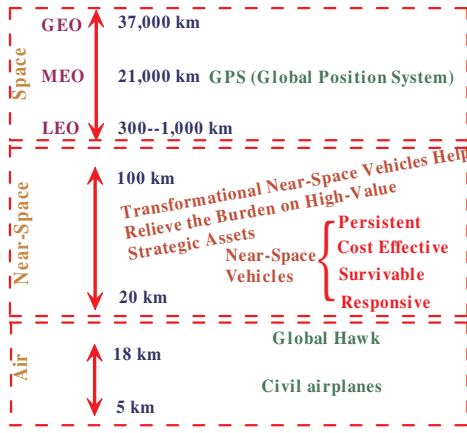 Space
GEO 37,000 km
MEO 21,000 km GPS (Global Position System)
LEO 300--1,000 km
Near-Space
100 km
Transformational Near-Space Vehicles Help
Relieve the Burden on High-Value
Strategic Assets
Near-Space
Vehicles
Persistent
Cost Effective
Survivable
Responsive
20 km
Air
Global Hawk
18 km
Civil airplanes
5 km